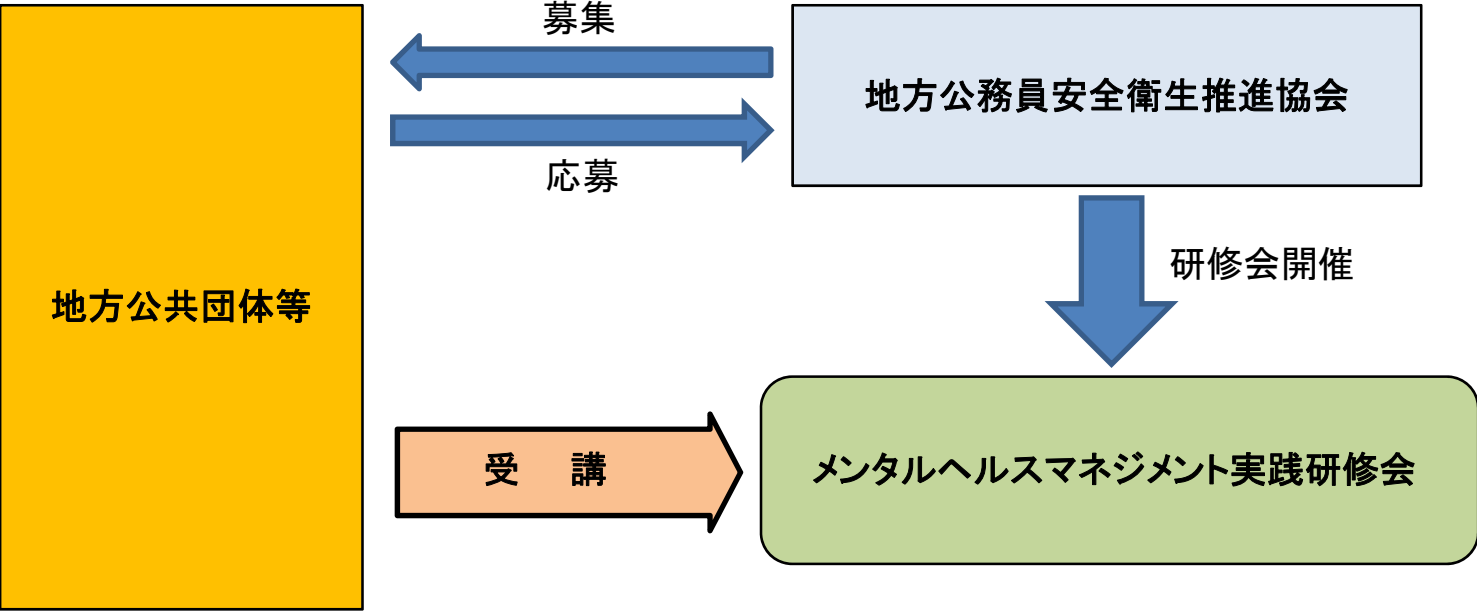 募集
地方公務員安全衛生推進協会
応募
研修会開催
地方公共団体等
受　講
メンタルヘルスマネジメント実践研修会